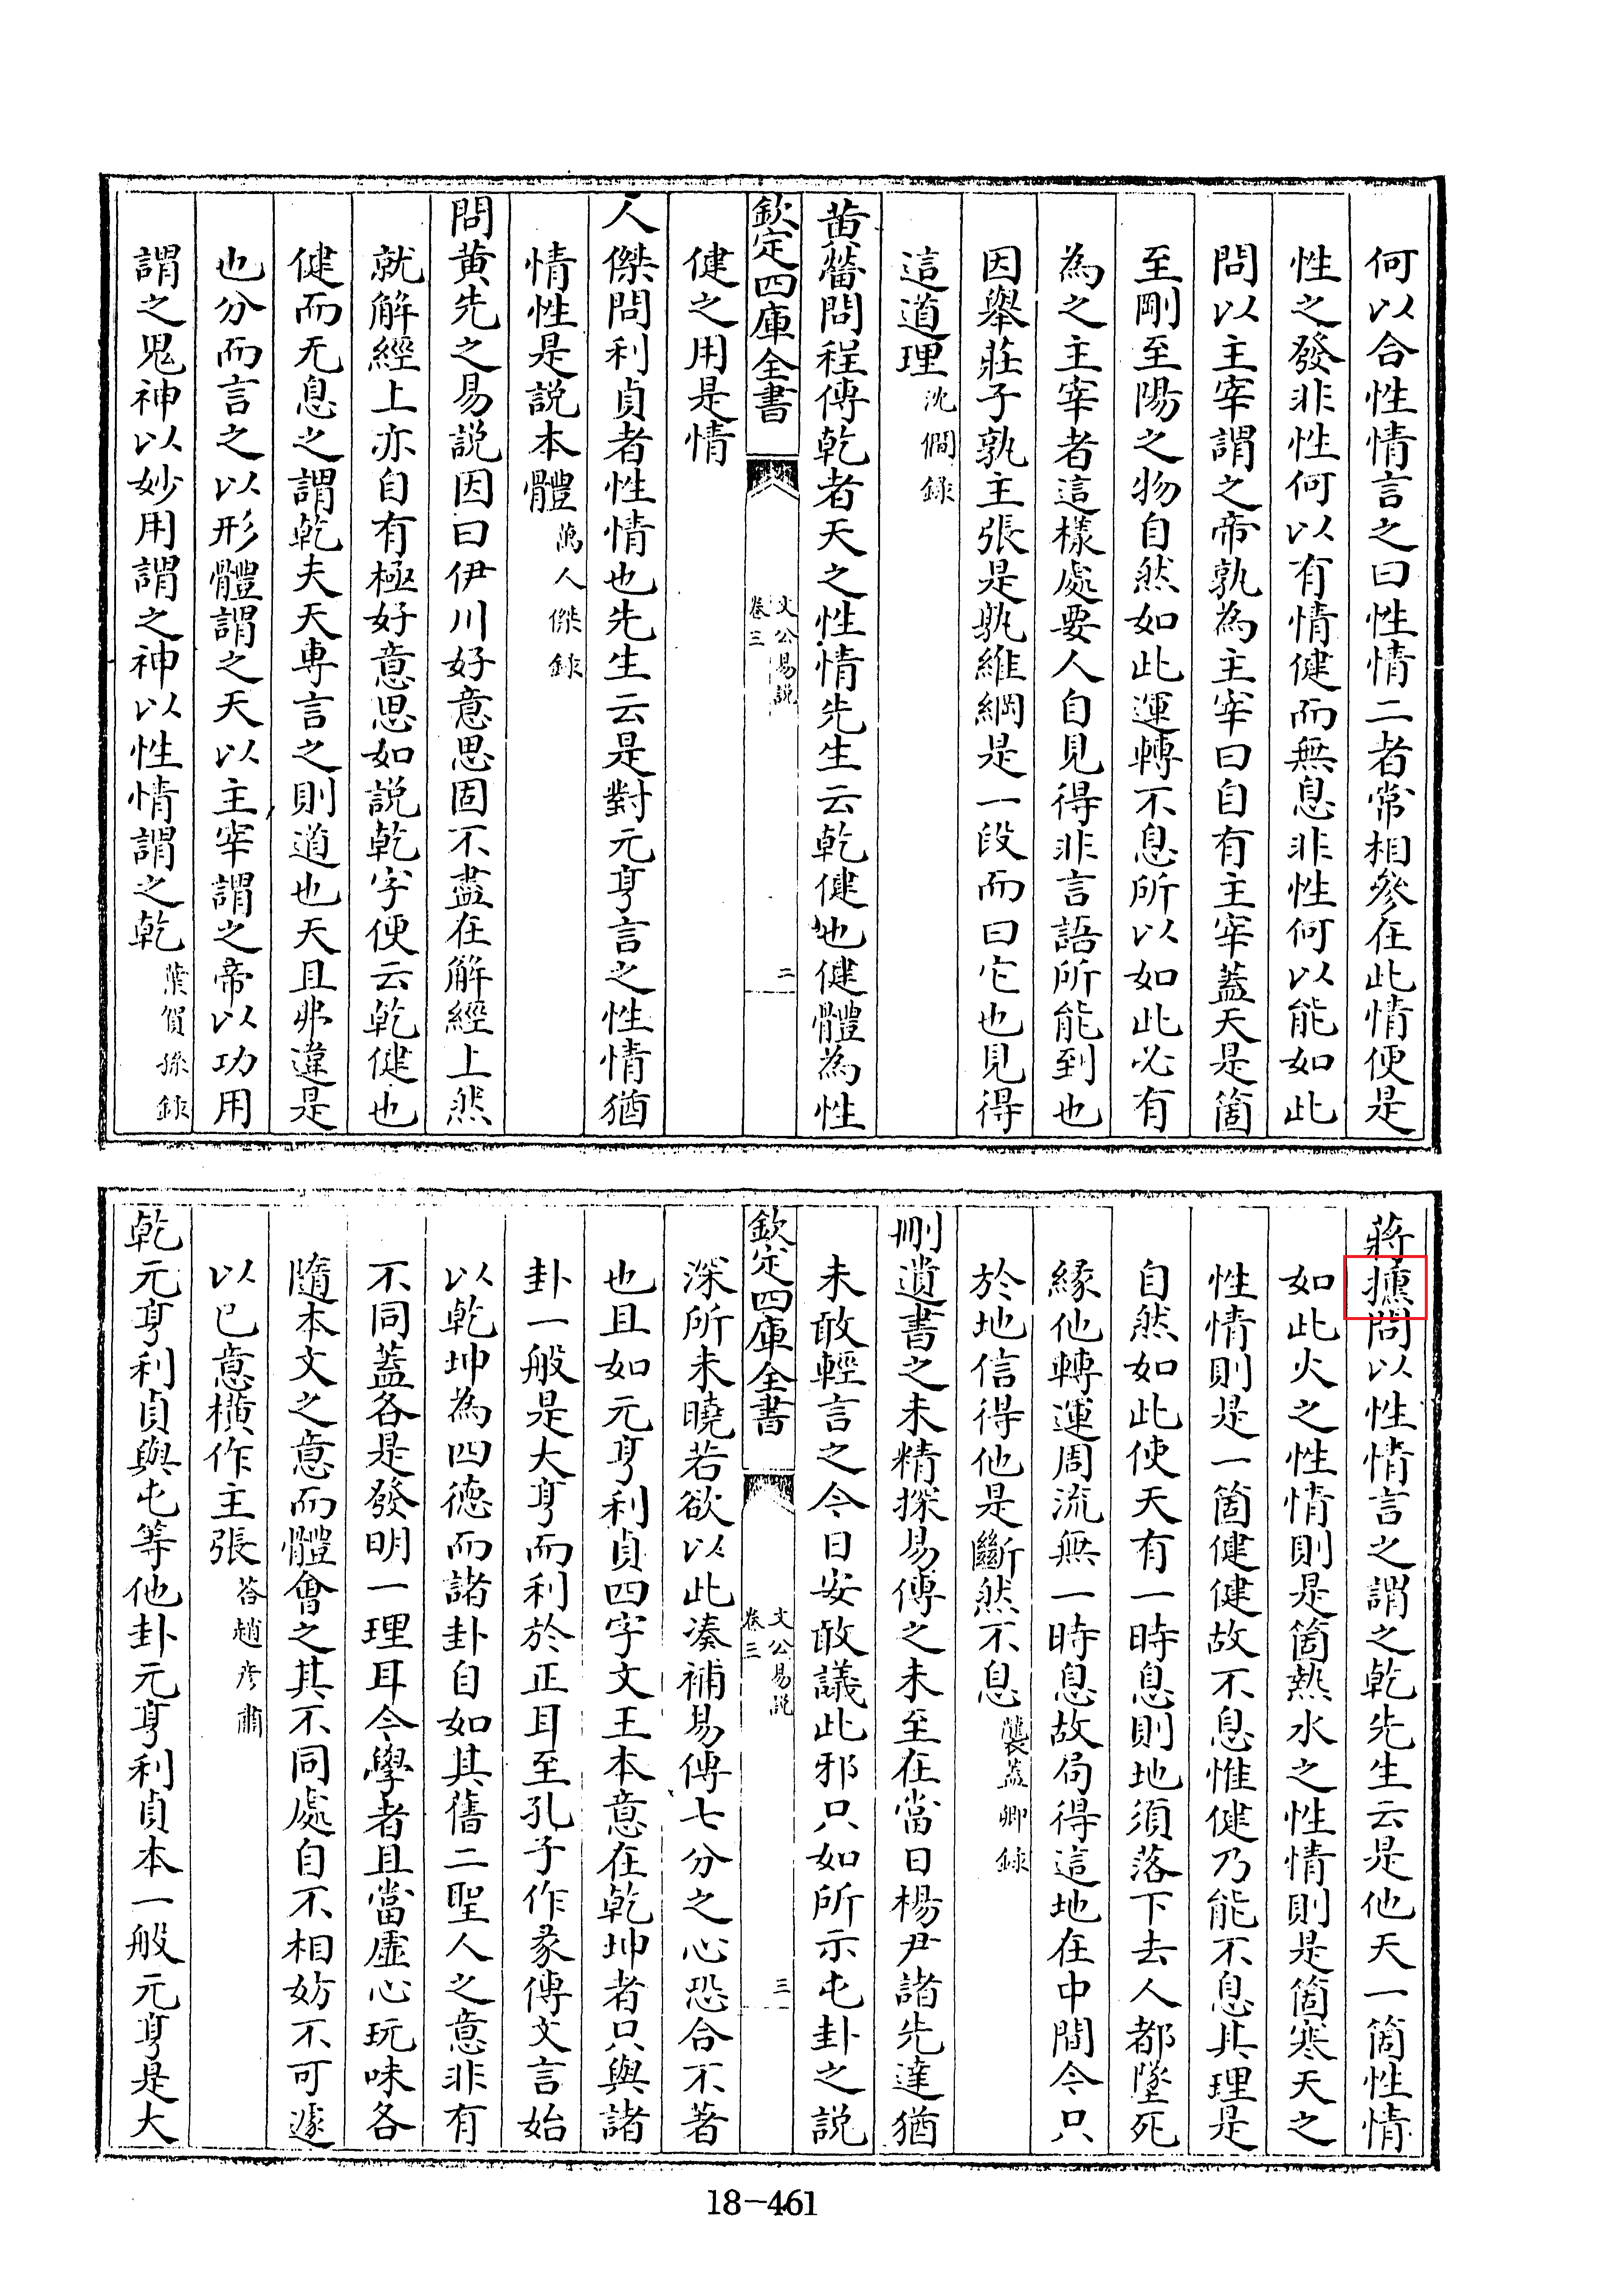 何以合性情言之曰性情二者常相參在此情便是
性之發非性何以有情健而無息非性何以能如此
問以主宰謂之帝孰為主宰曰自有主宰蓋天是箇
至剛至陽之物自然如此運轉不息所以如此必有
為之主宰者這樣處要人自見得非言語所能到也
因舉莊子孰主張是孰維綱是一段而曰它也見得
這道理沈僩錄
黄㽦問程傳乾者天之性情先生云乾健也健體為性
欽定四庫全書
文公易説
卷三
二
健之用是情
人傑問利貞者性情也先生云是對元亨言之性情猶
情性是説本體萬人傑錄
問黄先之易説因曰伊川好意思固不盡在解經上然
就解經上亦自有極好意思如説乾字便云乾健也
健而无息之謂乾夫天專言之則道也天且弗違是
也分而言之以形體謂之天以主宰謂之帝以功用
謂之鬼神以妙用謂之神以性情謂之乾葉賀孫錄
蔣問以性情言之謂之乾先生云是他天一箇性情
如此火之性情則是箇熱水之性情則是箇寒天之
性情則是一箇健健故不息惟健乃能不息其理是
自然如此使天有一時息則地須落下去人都墜死
緣他轉運周流無一時息故局得這地在中間今只
於地信得他是斷然不息襲蓋卿錄
刪遺書之未精探易傳之未至在當日楊尹諸先達猶
未敢輕言之今日安敢議此邪只如所示屯卦之説
欽定四庫全書
文公易説
卷三
三
深所未曉若欲以此湊補易傳七分之心恐合不著
也且如元亨利貞四字文王本意在乾坤者只與諸
卦一般是大亨而利於正耳至孔子作彖傳文言始
以乾坤為四德而諸卦自如其舊二聖人之意非有
不同蓋各是發明一理耳今學者且當虛心玩味各
隨本文之意而體會之其不同處自不相妨不可遽
以已意横作主張答趙彦肅
乾元亨利貞與屯等他卦元亨利貞本一般元亨是大
18-461